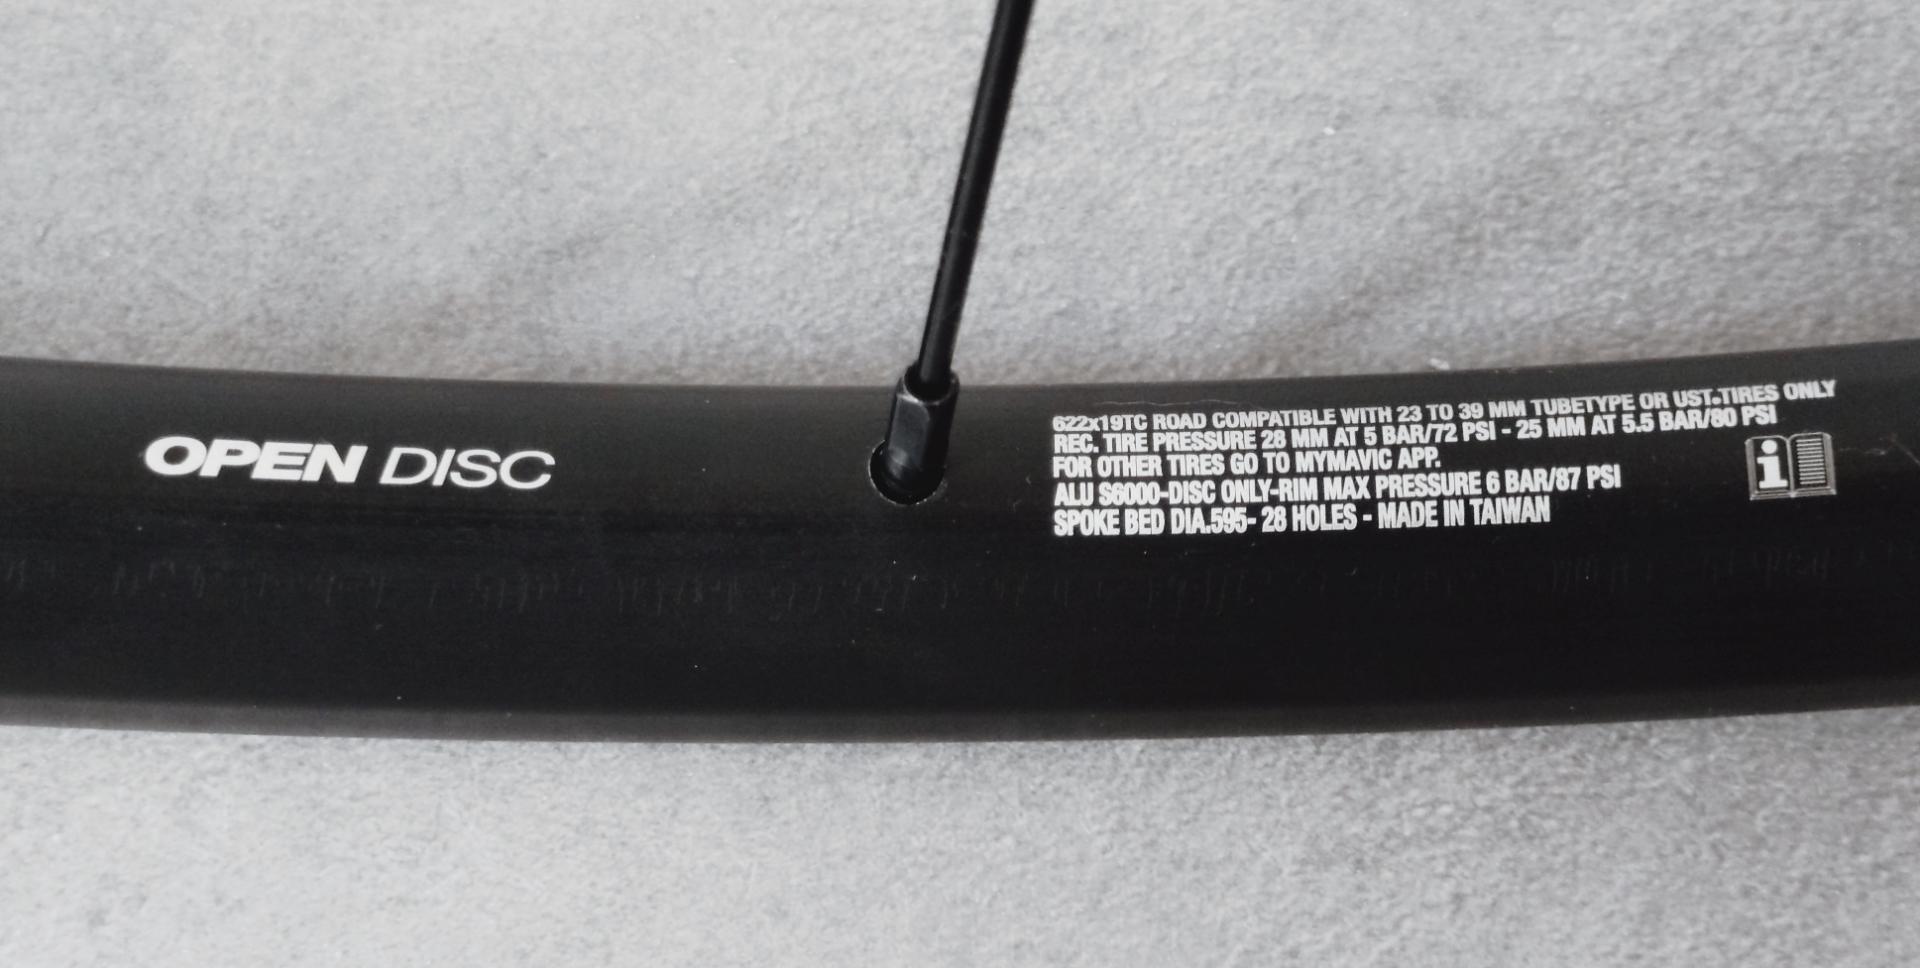 OPEN DISC
622x19TC ROAD COMPATIBLE WITH 23 TO 39 MM TUBETYPE OR UST.TIRES ONLY
REC. TIRE PRESSURE 28 MM AT 5 BAR/72 PSI - 25 MM AT 5.5 BAR/80 PSI
FOR OTHER TIRES GO TO MYMAVIC APP.
ALU S6000-DISC ONLY-RIM MAX PRESSURE 6 BAR/87 PSI
SPOKE BED DIA.595- 28 HOLES - MADE IN TAIWAN
i